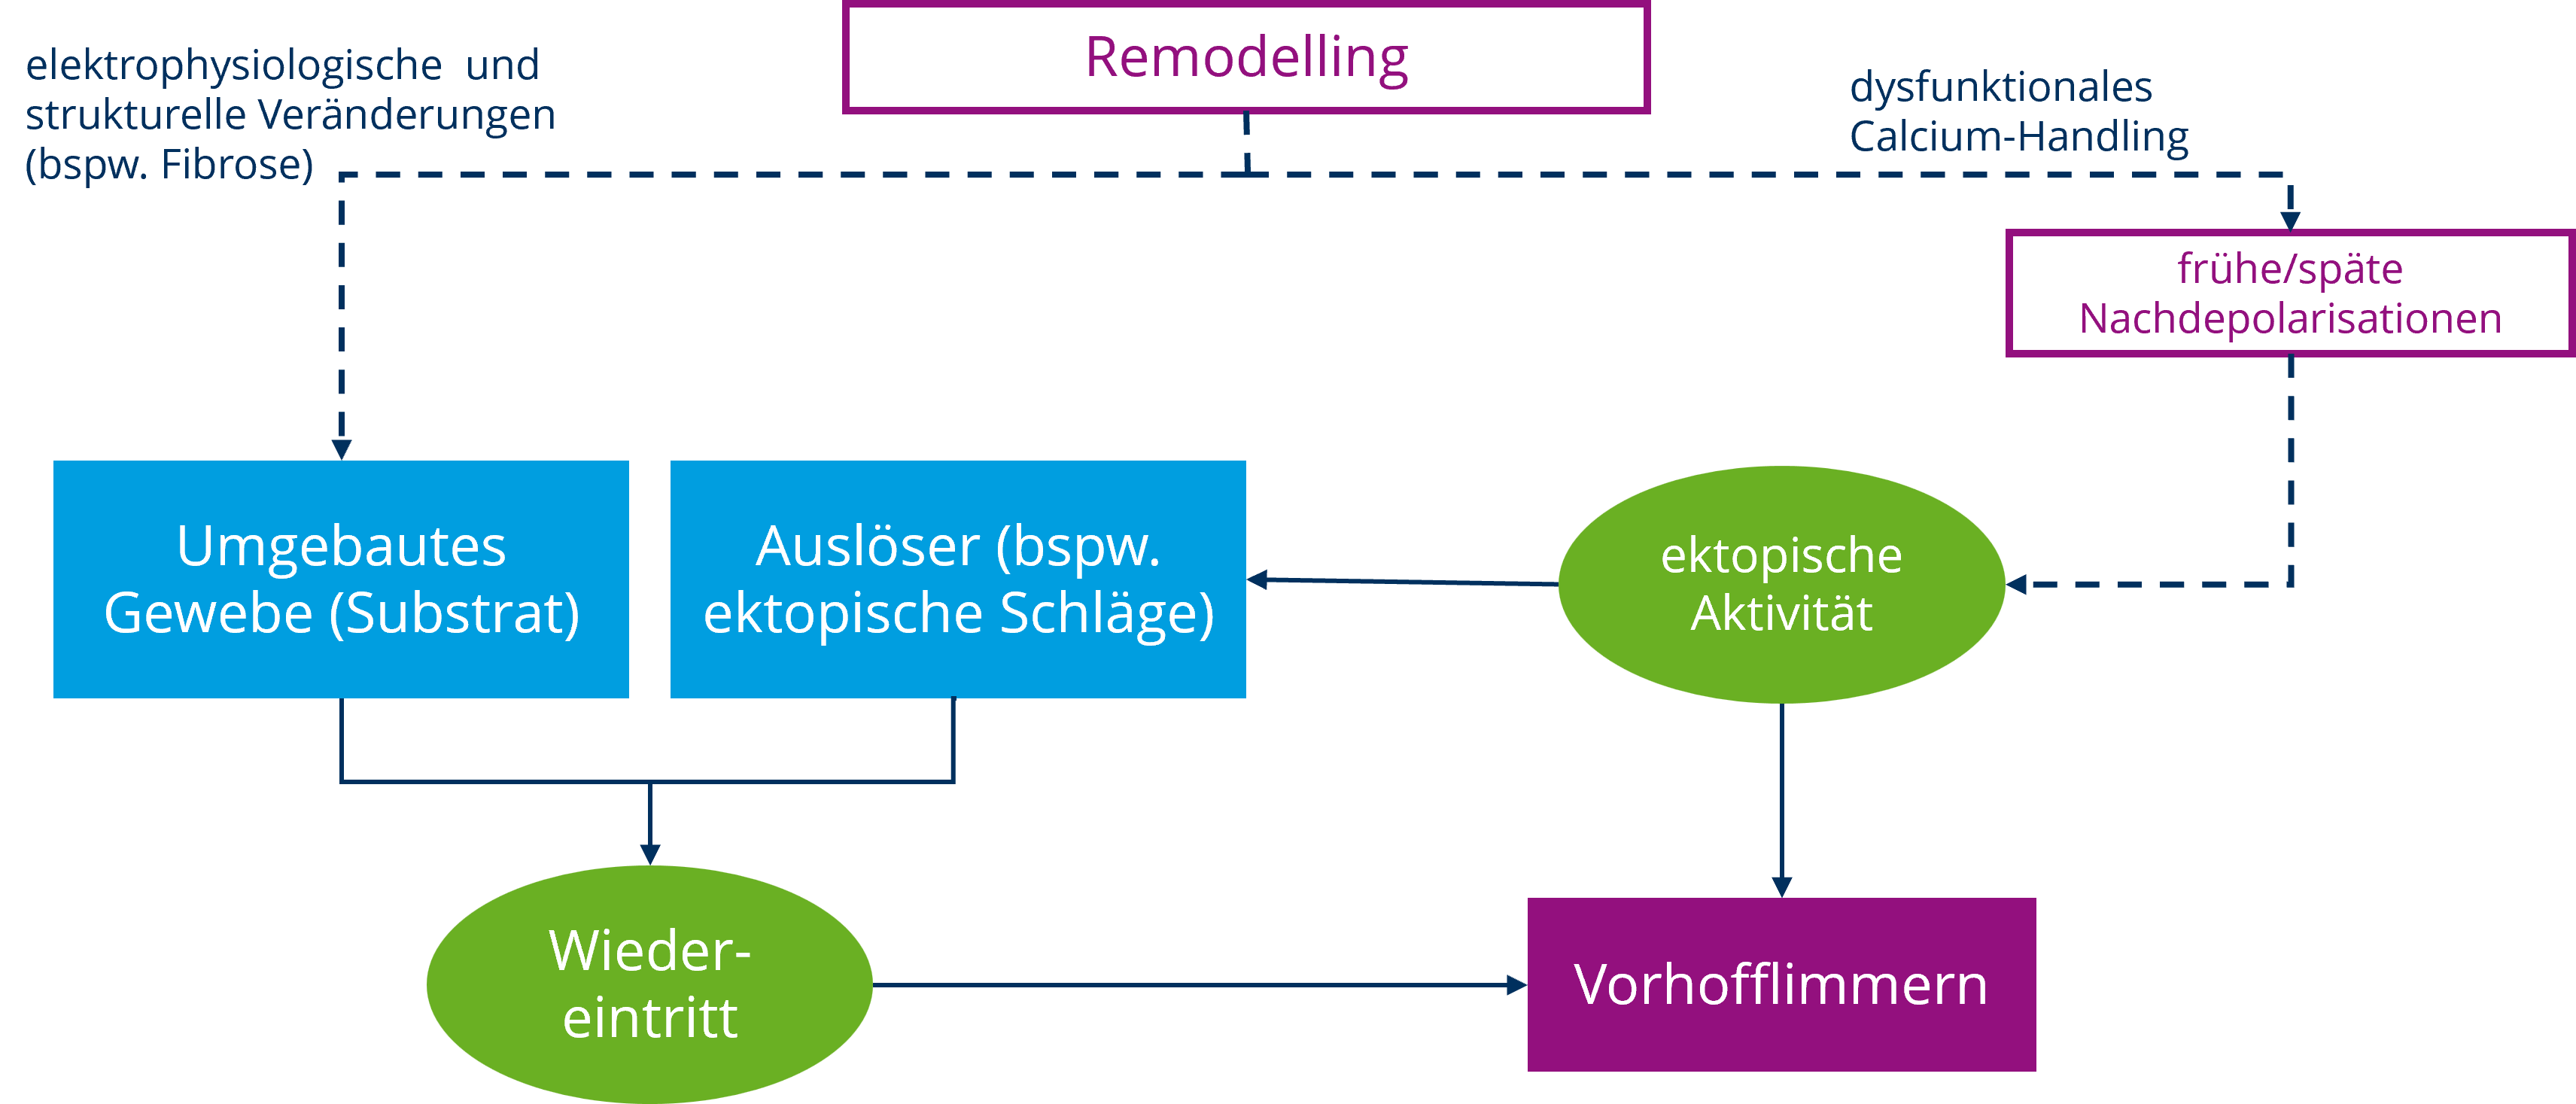 Remodelling
elektrophysiologische und
strukturelle Veränderungen
(bspw. Fibrose)
dysfunktionales
Calcium-Handling
frühe/späte
Nachdepolarisationen
Umgebautes
Gewebe (Substrat)
Auslöser (bspw.
ektopische Schläge)
ektopische
Aktivität
Wieder-
eintritt
Vorhofflimmern